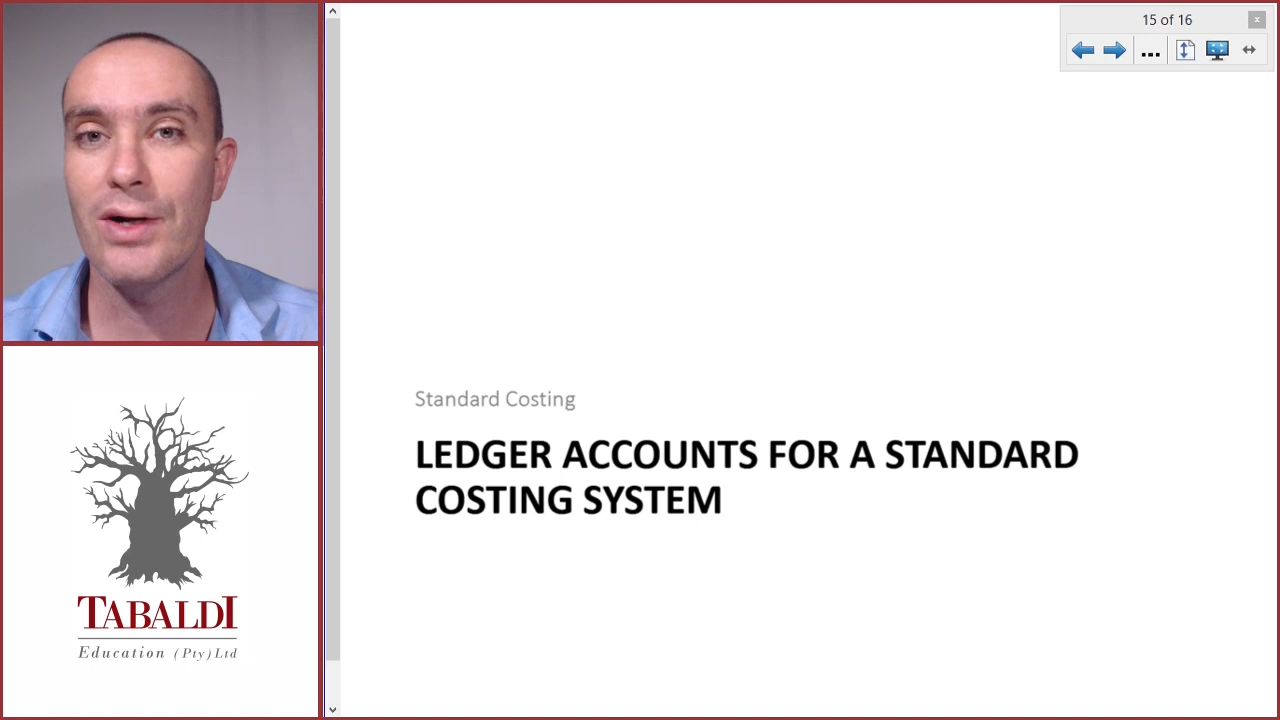 15 of 16
Standard Costing
LEDGER ACCOUNTS FOR A STANDARD
COSTING SYSTEM
TABALDI
Education (Pty) Ltd